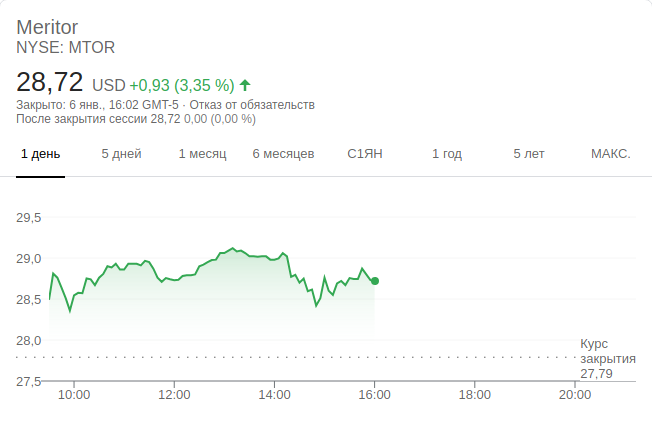 Meritor
NYSE: MTOR
28,72 USD +0,93 (3,35 %)
Закрыто: 6 янв., 16:02 GMT-5 · Отказ от обязательств
После закрытия сессии 28,72 0,00 (0,00 %)
1 день 5 дней 1 месяц 6 месяцев С1ЯН 1 год 5 лет МАКС.
29,5
29,0
28,5
28,0
Курс
закрытия
27,79
27,5
10:00 12:00 14:00 16:00 18:00 20:00